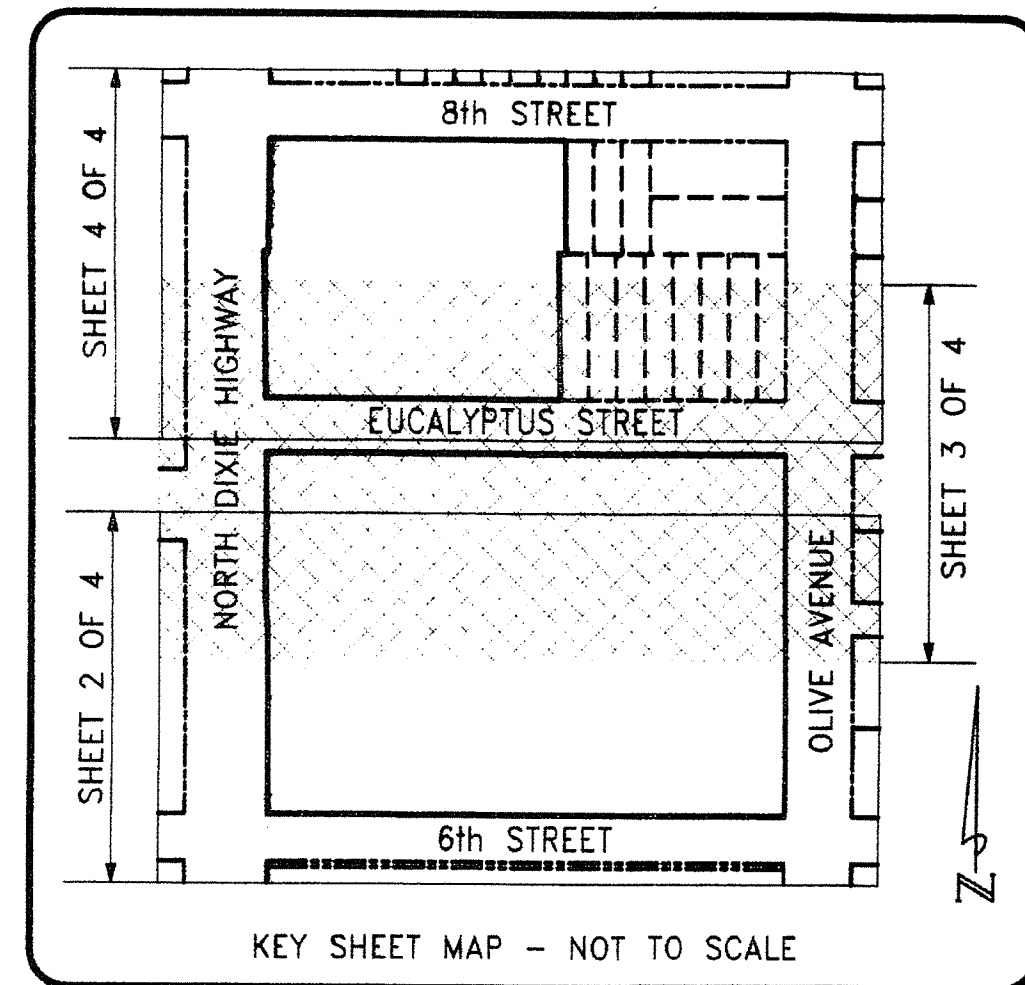 8th STREET
SHEET 4 OF 4
NORTH DIXIE HIGHWAY
EUCALYPTUS STREET
SHEET 3 OF 4
SHEET 2 OF 4
OLIVE AVENUE
6th STREET
N
KEY SHEET MAP - NOT TO SCALE